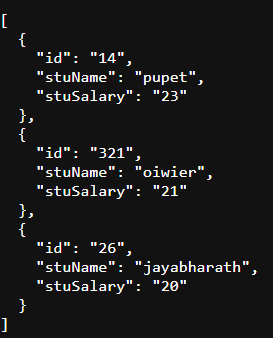 [
  {
    "id": "14",
    "stuName": "pupet",
    "stuSalary": "23"
  },
  {
    "id": "321",
    "stuName": "oiwier",
    "stuSalary": "21"
  },
  {
    "id": "26",
    "stuName": "jayabharath",
    "stuSalary": "20"
  }
]